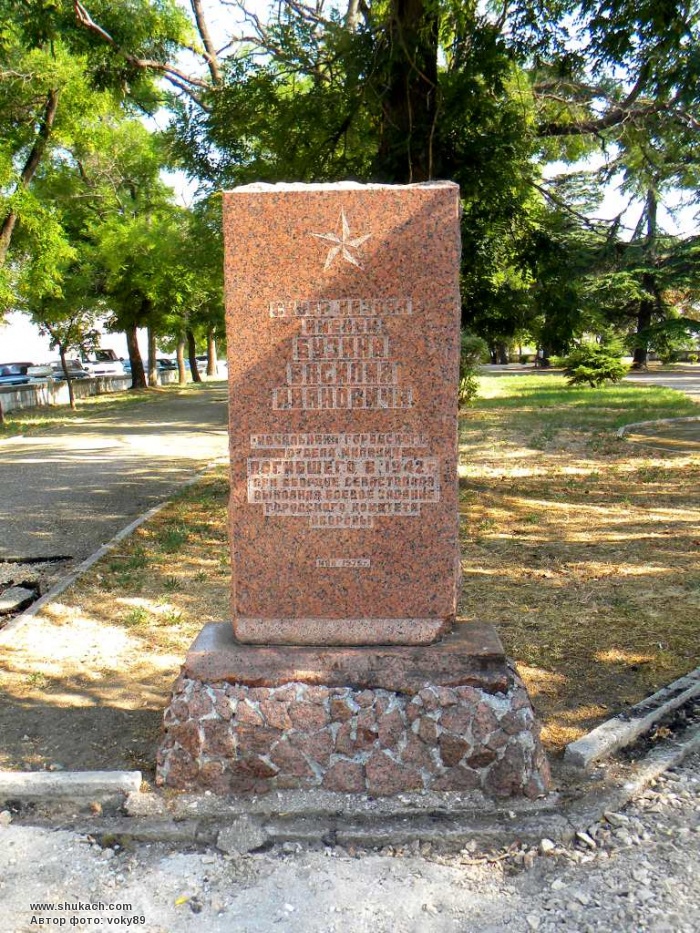 СКВЕР НАЗВАН
ИМЕНЕМ
БУЗИНА
ВАСИЛИЯ
ИВАНОВИЧА
НАЧАЛЬНИКА ГОРОДСКОГО
ОТДЕЛА МИЛИЦИИ
ПОГИБШЕГО В 1942 Г.
ПРИ ОБОРОНЕ СЕВАСТОПОЛЯ
ВЫПОЛНЯЯ БОЕВОЕ ЗАДАНИЕ
ГОРОДСКОГО КОМИТЕТА
ОБОРОНЫ
www.shukach.com
Автор фото: voky89